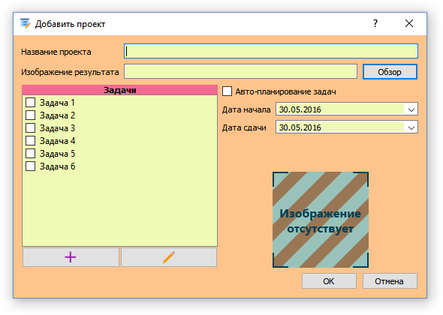 Добавить проект
Название проекта
Изображение результата
Обзор
Задачи
Задача 1
Задача 2
Задача 3
Задача 4
Задача 5
Задача 6
Авто-планирование задач
Дата начала 30.05.2016
Дата сдачи 30.05.2016
Изображение
отсутствует
OK
Отмена